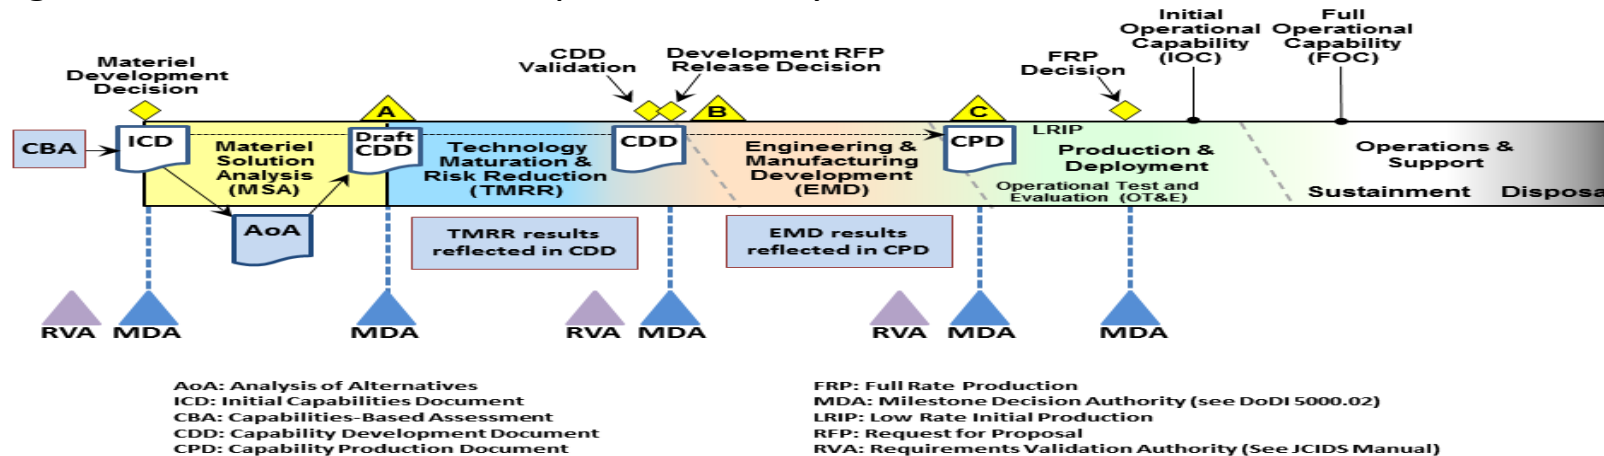 Materiel
Development
Decision
CDD
Validation
Development RFP
Release Decision
FRP
Decision
Initial
Operational
Capability
(IOC)
Full
Operational
Capability
(FOC)
A
B
C
CBA
ICD
Materiel
Solution
Analysis
(MSA)
Draft
CDD
Technology
Maturation &
Risk Reduction
(TMRR)
CDD
Engineering &
Manufacturing
Development
(EMD)
CPD
LRIP
Production &
Deployment
Operational Test and
Evaluation (OT&E)
Operations &
Support
Sustainment
Disposa
AoA
TMRR results
reflected in CDD
EMD results
reflected in CPD
RVA
MDA
MDA
RVA
MDA
RVA
MDA
MDA
AoA: Analysis of Alternatives
ICD: Initial Capabilities Document
CBA: Capabilities-Based Assessment
CDD: Capability Development Document
CPD: Capability Production Document
FRP: Full Rate Production
MDA: Milestone Decision Authority (see DoDI 5000.02)
LRIP: Low Rate Initial Production
RFP: Request for Proposal
RVA: Requirements Validation Authority (See JCIDS Manual)